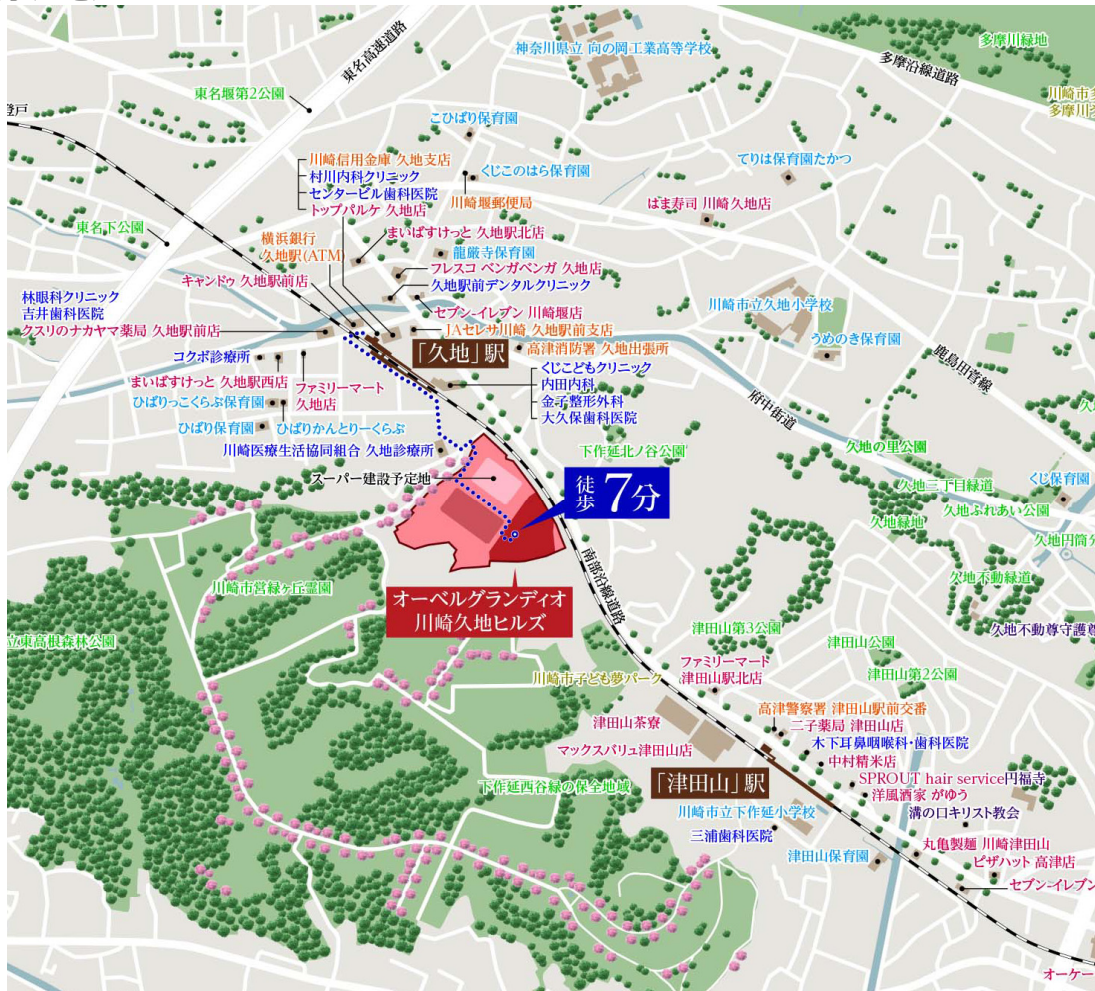 神奈川県立 向の岡工業高等学校
多摩川緑地
多摩沿線道路
東名高速道路
東名堰第2公園
川崎市多
多摩川
登戸
こひばり保育園
川崎信用金庫 久地支店
村川内科クリニック
センタービル歯科医院
トップパルケ 久地店
くじこのはら保育園
川崎堰郵便局
てりは保育園たかつ
はま寿司 川崎久地店
東名下公園
横浜銀行
久地駅(ATM)
まいばすけっと 久地駅北店
龍厳寺保育園
フレスコ ベンガベンガ 久地店
久地駅前デンタルクリニック
キャンドゥ 久地駅前店
林眼科クリニック
吉井歯科医院
クスリのナカヤマ薬局 久地駅前店
セブン-イレブン 川崎堰店
JAセレサ川崎 久地駅前支店
川崎市立久地小学校
うめのき保育園
「久地」駅
高津消防署 久地出張所
コクボ診療所
まいばすけっと 久地駅西店
ファミリーマート
久地店
くじこどもクリニック
内田内科
金子整形外科
大久保歯科医院
鹿島田菅線
府中街道
ひばりっこくらぶ保育園
ひばり保育園
ひばりかんとりーくらぶ
川崎医療生活協同組合 久地診療所
下作延北ノ谷公園
久地の里公園
スーパー建設予定地
徒歩
7分
久地二丁目緑道
くじ保育園
久地ふれあい公園
久地緑地
久地円筒分
南部沿線道路
川崎市営緑ヶ丘霊園
オーベルグランディオ
川崎久地ヒルズ
久地不動緑道
久地不動尊守護尊
立東高根森林公園
津田山第3公園
津田山公園
ファミリーマート
津田山駅北店
津田山第2公園
川崎市子ども夢パーク
高津警察署 津田山駅前交番
二子薬局 津田山店
津田山茶寮
木下耳鼻咽喉科・歯科医院
マックスバリュ津田山店
中村精米店
「津田山」駅
SPROUT hair service
円福寺
洋風酒家 がゆう
下作延西谷緑の保全地域
川崎市立下作延小学校
溝の口キリスト教会
三浦歯科医院
津田山保育園
丸亀製麺 川崎津田山
ピザハット 高津店
セブン-イレブン
オーケー